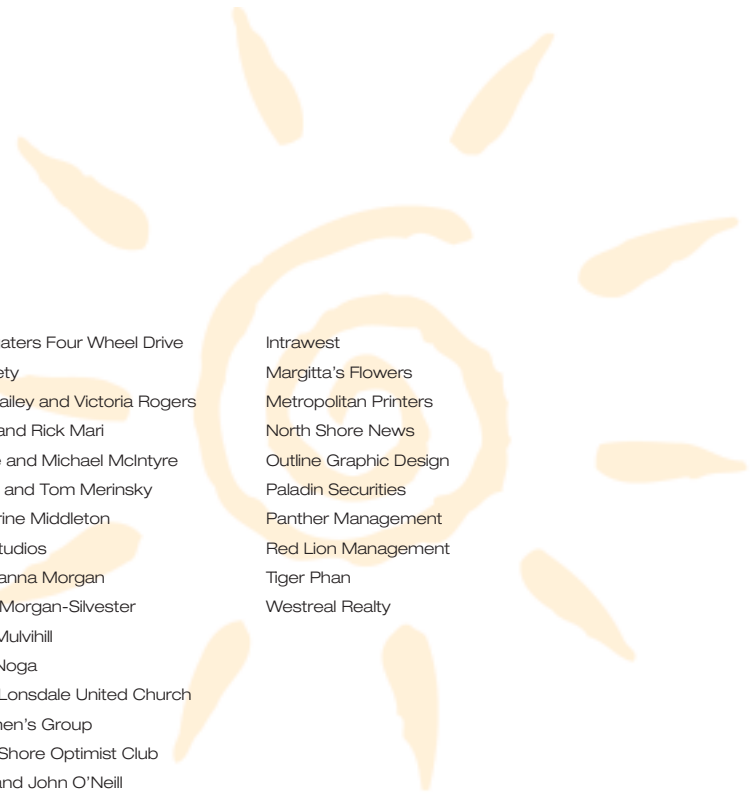 aters Four Wheel Drive
ety
ailey and Victoria Rogers
and Rick Mari
e and Michael McIntyre
and Tom Merinsky
rine Middleton
tudios
anna Morgan
Morgan-Silvester
Mulvihill
Noga
Lonsdale United Church
nen's Group
Shore Optimist Club
and John O'Neill
Intrawest
Margitta's Flowers
Metropolitan Printers
North Shore News
Outline Graphic Design
Paladin Securities
Panther Management
Red Lion Management
Tiger Phan
Westreal Realty